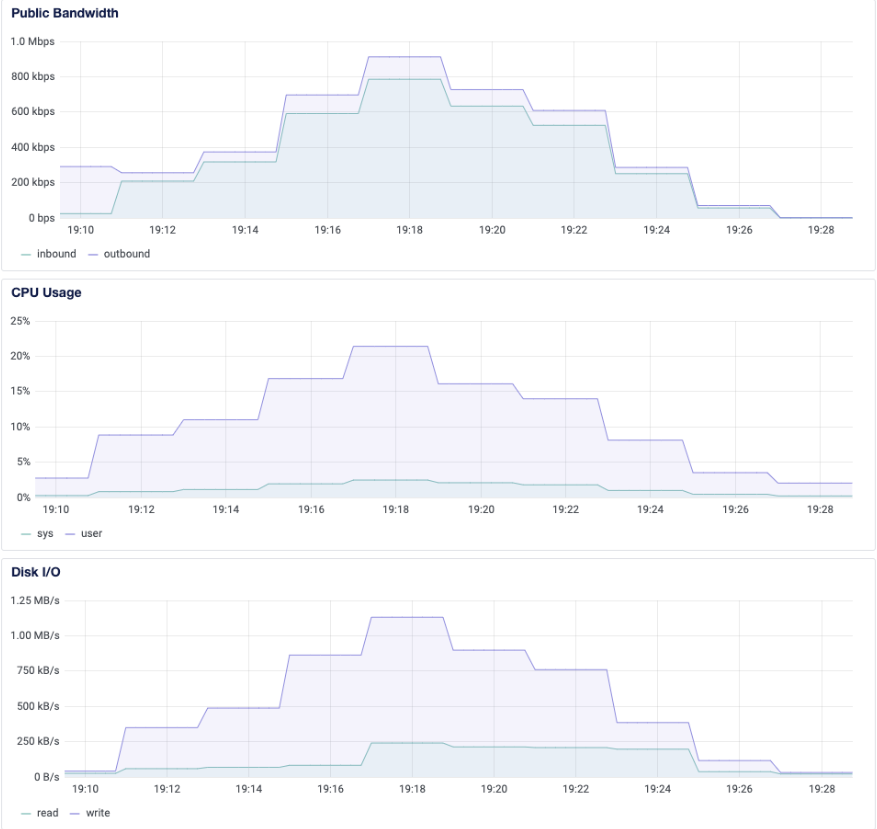 Public Bandwidth
1.0 Mbps
800 kbps
600 kbps
400 kbps
200 kbps
0 bps
19:10 19:12 19:14 19:16 19:18 19:20 19:22 19:24 19:26 19:28
inbound outbound
CPU Usage
25%
20%
15%
10%
5%
0%
19:10 19:12 19:14 19:16 19:18 19:20 19:22 19:24 19:26 19:28
sys user
Disk I/O
1.25 MB/s
1.00 MB/s
750 kB/s
500 kB/s
250 kB/s
0 B/s
19:10 19:12 19:14 19:16 19:18 19:20 19:22 19:24 19:26 19:28
read write